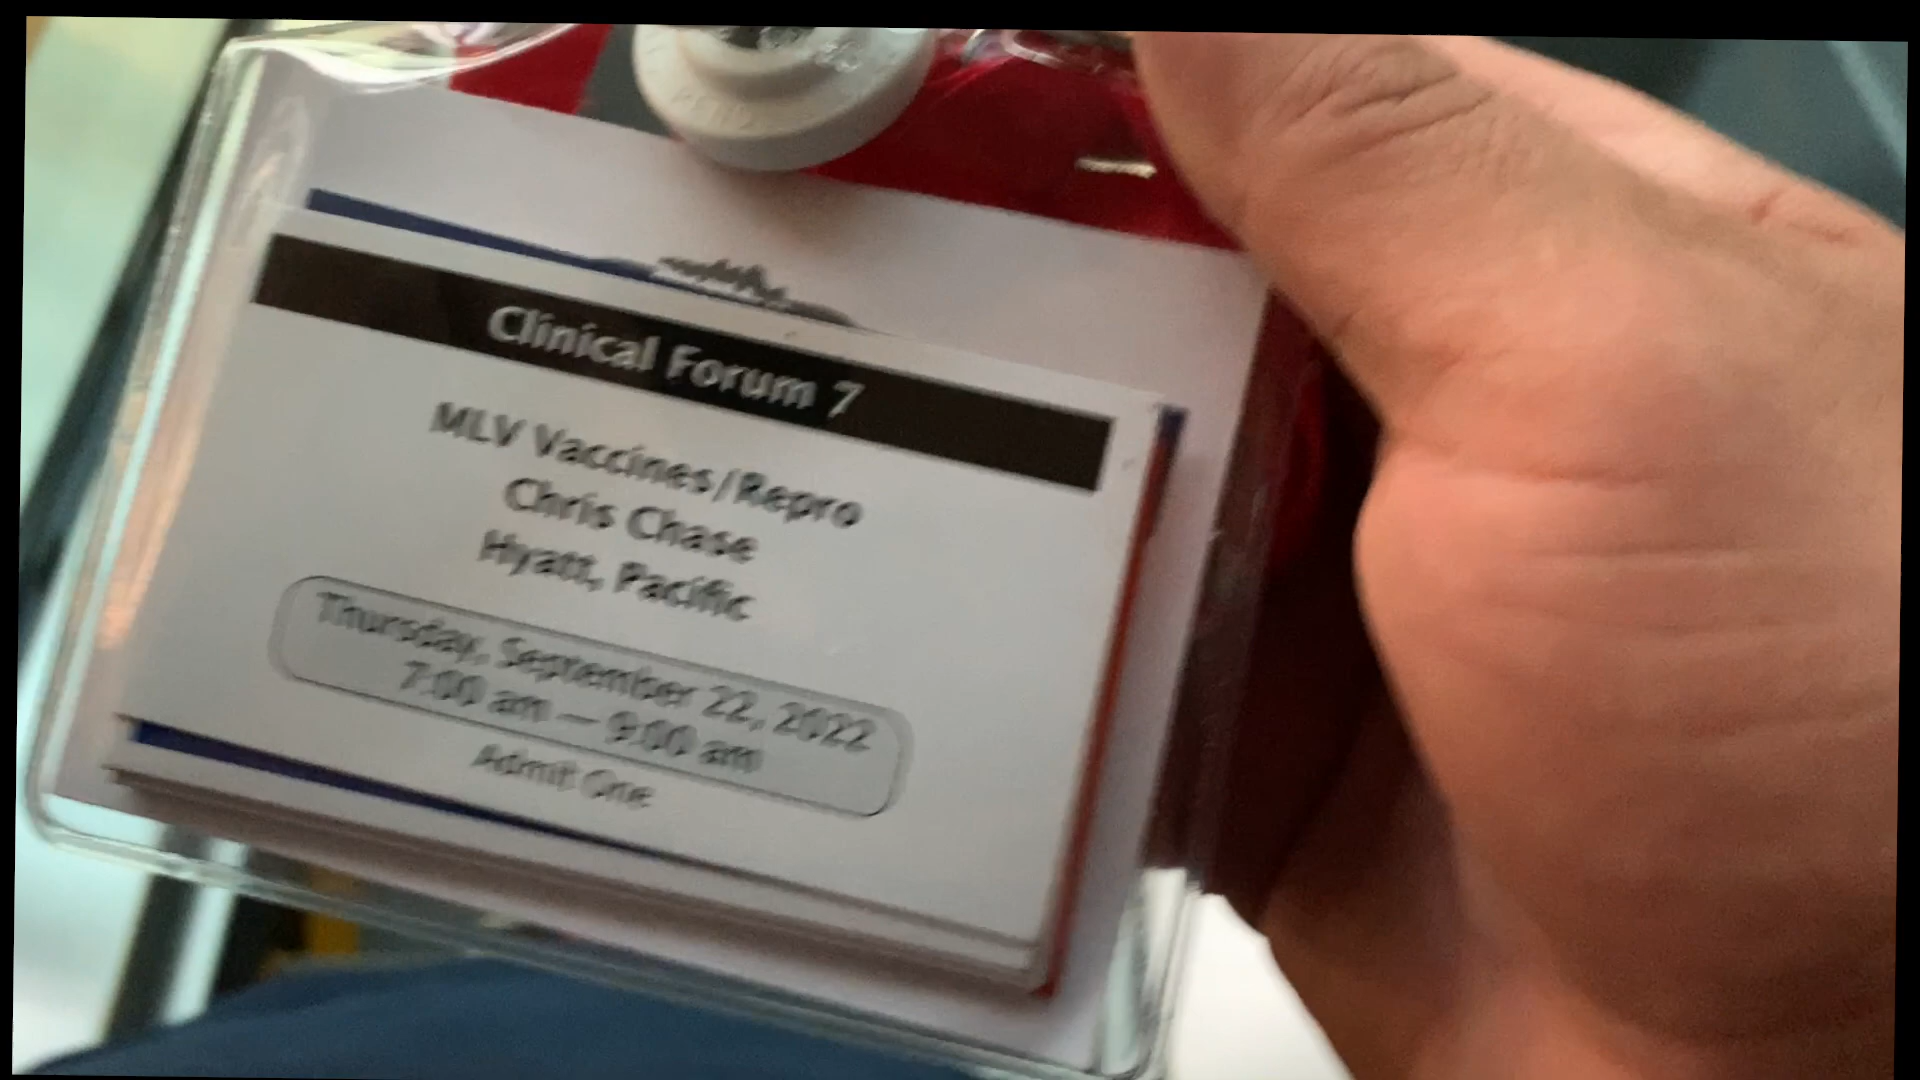 Clinical Forum 7
MLV Vaccines/Repro
Chris Chase
Hyatt, Pacific
Thursday, September 22, 2022
7:00 am — 9:00 am
Admit One